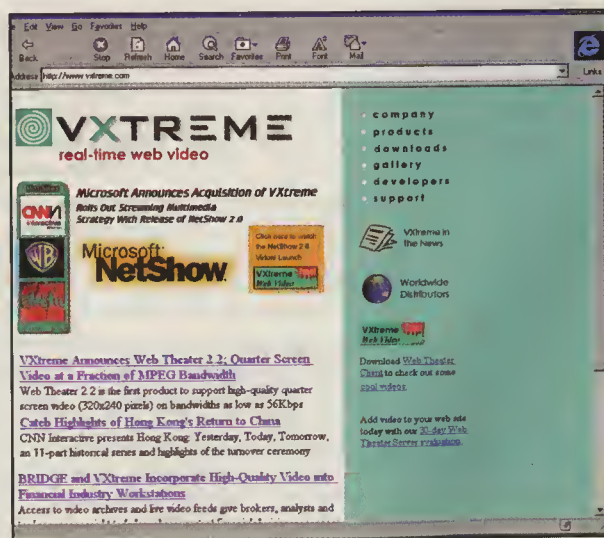 Edit View Go Favorites Help
Back Stop Refresh Home Search Favorites Print Font Mail
Address http://www.vxtreme.com Links
VXTREME
real-time web video
Microsoft Announces Acquisition of VXtreme
Rolls Out Streaming Multimedia
Strategy With Release of NetShow 2.0
CNN
interactive
WB
Microsoft
NetShow
Click here to watch
the NetShow 2.0
Virtual Launch
VXtreme
Web Video
VXtreme Announces Web Theater 2.2; Quarter Screen
Video at a Fraction of MPEG Bandwidth
Web Theater 2.2 is the first product to support high-quality quarter
screen video (320x240 pixels) on bandwidths as low as 56Kbps
Catch Highlights of Hong Kong's Return to China
CNN Interactive presents Hong Kong: Yesterday, Today, Tomorrow,
an 11-part historical series and highlights of the turnover ceremony
BRIDGE and VXtreme Incorporate High-Quality Video into
Financial Industry Workstations
Access to video archives and live video feeds give brokers, analysts and
company
products
downloads
gallery
developers
support
VXtreme in
the News
Worldwide
Distributors
VXtreme
Web Video
Download Web Theater
Client to check out some
cool videos.
Add video to your web site
today with our 30-day Web
Theater Server evaluation.